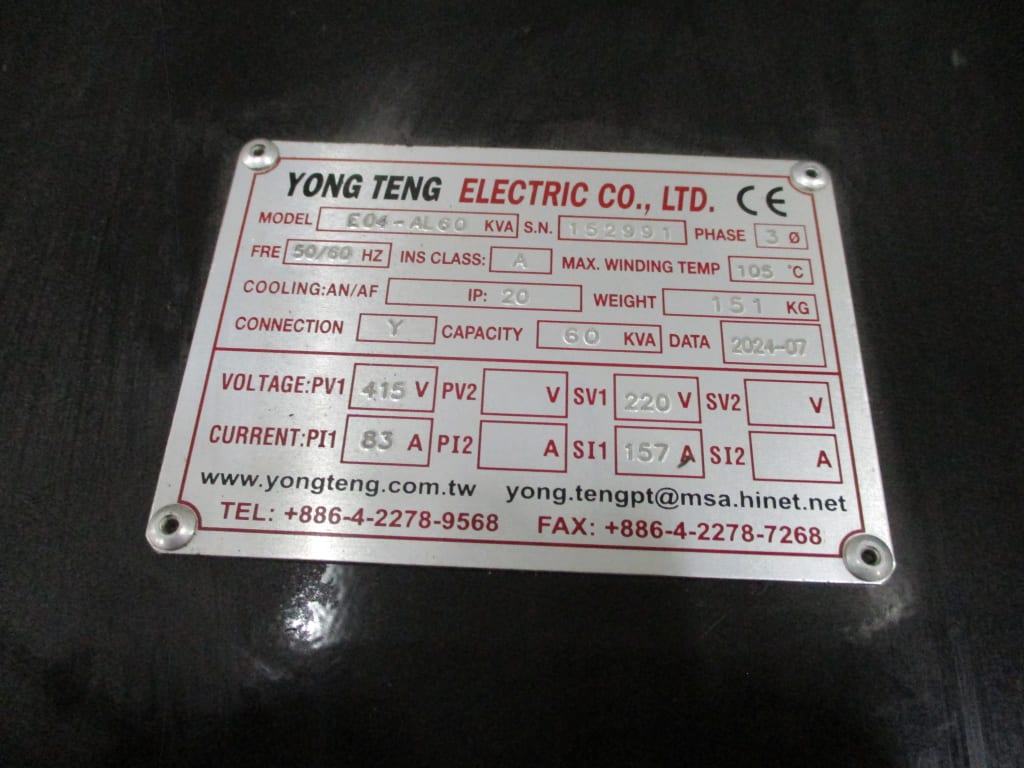 YONG TENG ELECTRIC CO., LTD. CE
MODEL E04-AL60 KVA S.N. 152991 PHASE 3 Ø
FRE 50/60 HZ INS CLASS: A MAX. WINDING TEMP 105 °C
COOLING:AN/AF IP: 20 WEIGHT 151 KG
CONNECTION Y CAPACITY 60 KVA DATA 2024-07
VOLTAGE:PV1 415 V PV2 V SV1 220 V SV2 V
CURRENT:PI1 83 A PI2 A SI1 157 A SI2 A
www.yongteng.com.tw yong.tengpt@msa.hinet.net
TEL: +886-4-2278-9568 FAX: +886-4-2278-7268